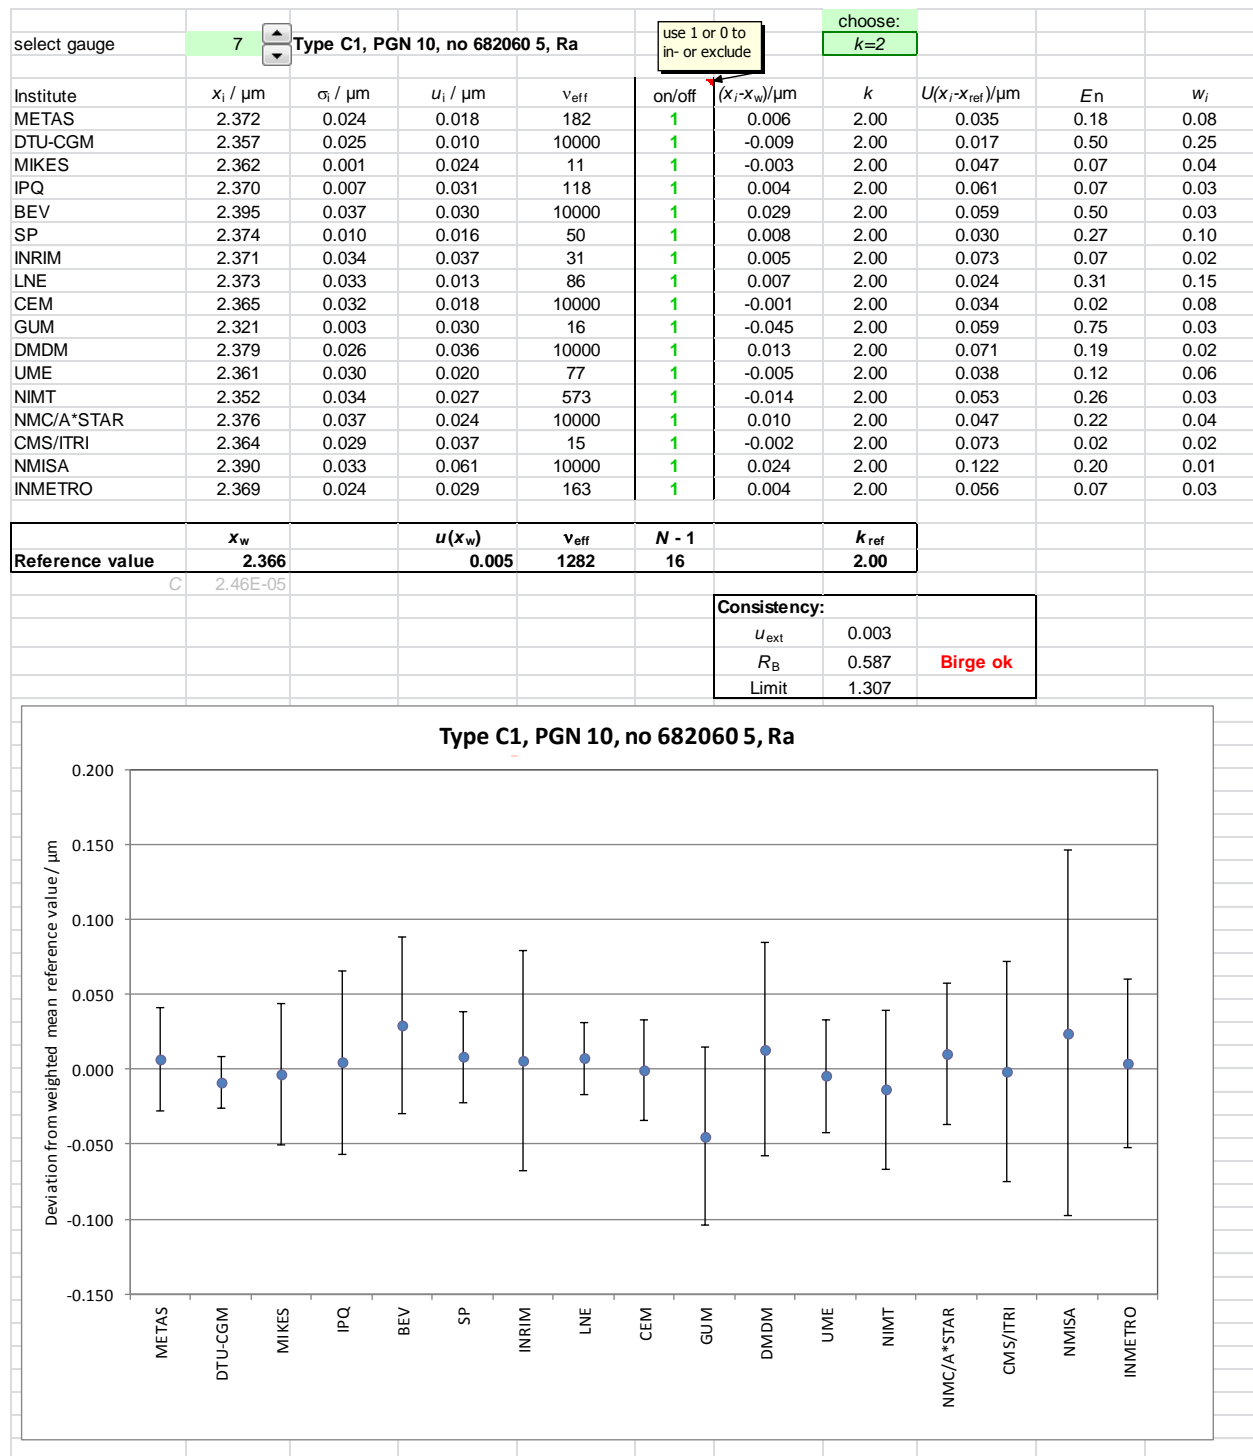 choose:
select gauge 7 Type C1, PGN 10, no 682060 5, Ra use 1 or 0 to in- or exclude k=2
Institute xi / µm σi / µm ui / µm νeff on/off (xi-xw)/µm k U(xi-xref)/µm En wi
METAS 2.372 0.024 0.018 182 1 0.006 2.00 0.035 0.18 0.08
DTU-CGM 2.357 0.025 0.010 10000 1 -0.009 2.00 0.017 0.50 0.25
MIKES 2.362 0.001 0.024 11 1 -0.003 2.00 0.047 0.07 0.04
IPQ 2.370 0.007 0.031 118 1 0.004 2.00 0.061 0.07 0.03
BEV 2.395 0.037 0.030 10000 1 0.029 2.00 0.059 0.50 0.03
SP 2.374 0.010 0.016 50 1 0.008 2.00 0.030 0.27 0.10
INRIM 2.371 0.034 0.037 31 1 0.005 2.00 0.073 0.07 0.02
LNE 2.373 0.033 0.013 86 1 0.007 2.00 0.024 0.31 0.15
CEM 2.365 0.032 0.018 10000 1 -0.001 2.00 0.034 0.02 0.08
GUM 2.321 0.003 0.030 16 1 -0.045 2.00 0.059 0.75 0.03
DMDM 2.379 0.026 0.036 10000 1 0.013 2.00 0.071 0.19 0.02
UME 2.361 0.030 0.020 77 1 -0.005 2.00 0.038 0.12 0.06
NIMT 2.352 0.034 0.027 573 1 -0.014 2.00 0.053 0.26 0.03
NMC/A*STAR 2.376 0.037 0.024 10000 1 0.010 2.00 0.047 0.22 0.04
CMS/ITRI 2.364 0.029 0.037 15 1 -0.002 2.00 0.073 0.02 0.02
NMISA 2.390 0.033 0.061 10000 1 0.024 2.00 0.122 0.20 0.01
INMETRO 2.369 0.024 0.029 163 1 0.004 2.00 0.056 0.07 0.03
xw u(xw) νeff N - 1 kref
Reference value 2.366 0.005 1282 16 2.00
C 2.46E-05
Consistency:
uext 0.003
RB 0.587 Birge ok
Limit 1.307
Type C1, PGN 10, no 682060 5, Ra
Deviation from weighted mean reference value / µm
0.200
0.150
0.100
0.050
0.000
-0.050
-0.100
-0.150
METAS
DTU-CGM
MIKES
IPQ
BEV
SP
INRIM
LNE
CEM
GUM
DMDM
UME
NIMT
NMC/A*STAR
CMS/ITRI
NMISA
INMETRO